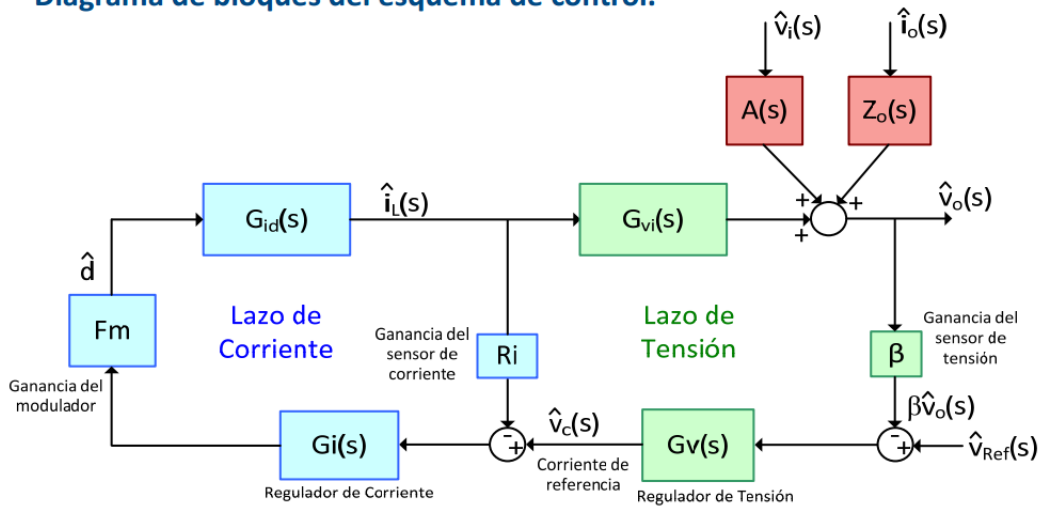 Diagrama de bloques del esquema de control:
v̂i(s)
îo(s)
A(s)
Zo(s)
Gid(s)
îL(s)
Gvi(s)
+
+
+
v̂o(s)
d̂
Fm
Lazo de
Corriente
Ganancia del
sensor de
corriente
Ri
Lazo de
Tensión
Ganancia del
sensor de
tensión
β
Ganancia del
modulador
βv̂o(s)
Gi(s)
-
+
v̂c(s)
Gv(s)
-
+
v̂Ref(s)
Regulador de Corriente
Corriente de
referencia
Regulador de Tensión